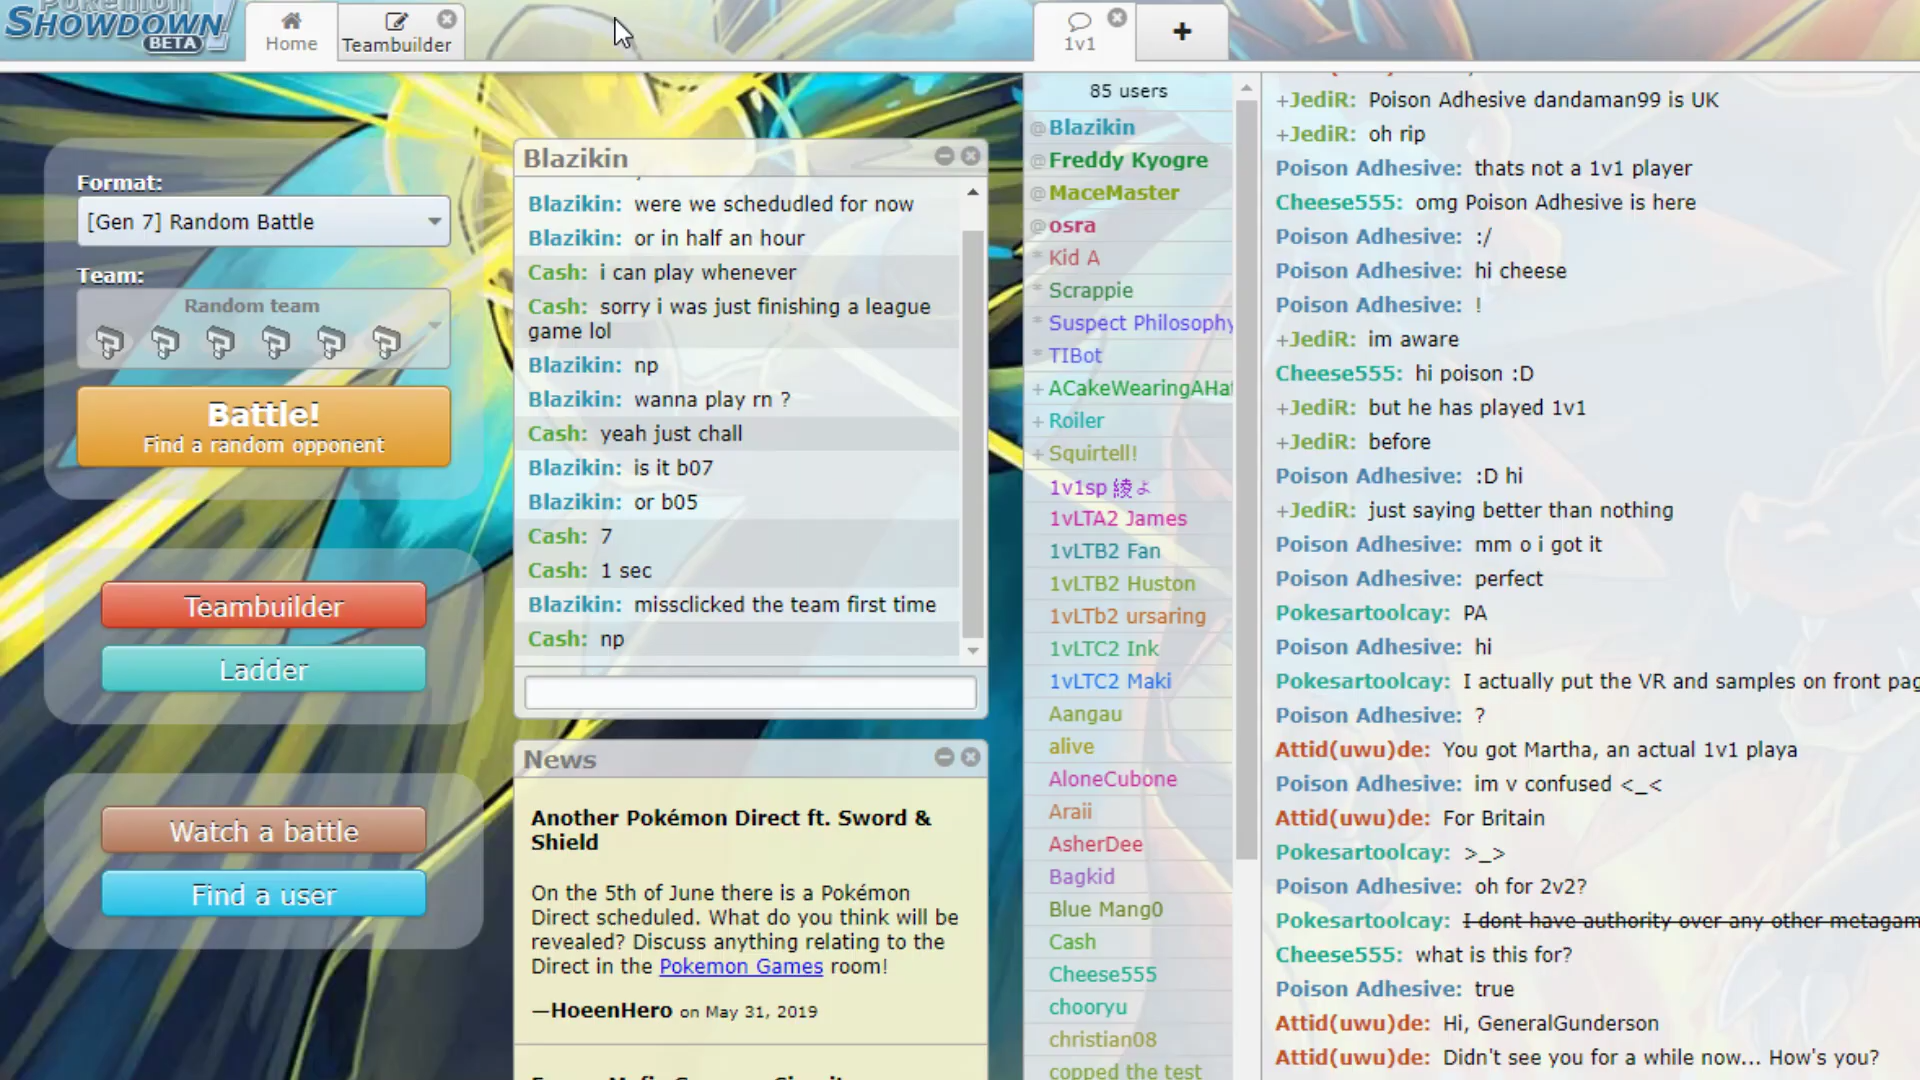 Pokémon
SHOWDOWN
BETA
Home
Teambuilder
1v1
+
Format:
[Gen 7] Random Battle
Team:
Random team
? ? ? ? ? ?
Battle!
Find a random opponent
Teambuilder
Ladder
Watch a battle
Find a user
Blazikin
Blazikin: were we schedudled for now
Blazikin: or in half an hour
Cash: i can play whenever
Cash: sorry i was just finishing a league
game lol
Blazikin: np
Blazikin: wanna play rn ?
Cash: yeah just chall
Blazikin: is it b07
Blazikin: or b05
Cash: 7
Cash: 1 sec
Blazikin: missclicked the team first time
Cash: np
News
Another Pokémon Direct ft. Sword &
Shield
On the 5th of June there is a Pokémon
Direct scheduled. What do you think will be
revealed? Discuss anything relating to the
Direct in the Pokemon Games room!
—HoeenHero on May 31, 2019
85 users
@Blazikin
@Freddy Kyogre
@MaceMaster
@osra
* Kid A
* Scrappie
* Suspect Philosophy
* TIBot
+ ACakeWearingAHat
+ Roiler
+ Squirtell!
1v1sp 綾よ
1vLTA2 James
1vLTB2 Fan
1vLTB2 Huston
1vLTb2 ursaring
1vLTC2 Ink
1vLTC2 Maki
Aangau
alive
AloneCubone
Araii
AsherDee
Bagkid
Blue Mang0
Cash
Cheese555
chooryu
christian08
copped the test
+JediR: Poison Adhesive dandaman99 is UK
+JediR: oh rip
Poison Adhesive: thats not a 1v1 player
Cheese555: omg Poison Adhesive is here
Poison Adhesive: :/
Poison Adhesive: hi cheese
Poison Adhesive: !
+JediR: im aware
Cheese555: hi poison :D
+JediR: but he has played 1v1
+JediR: before
Poison Adhesive: :D hi
+JediR: just saying better than nothing
Poison Adhesive: mm o i got it
Poison Adhesive: perfect
Pokesartoolcay: PA
Poison Adhesive: hi
Pokesartoolcay: I actually put the VR and samples on front pag
Poison Adhesive: ?
Attid(uwu)de: You got Martha, an actual 1v1 playa
Poison Adhesive: im v confused <_<
Attid(uwu)de: For Britain
Pokesartoolcay: >_>
Poison Adhesive: oh for 2v2?
Pokesartoolcay: I dont have authority over any other metagam
Cheese555: what is this for?
Poison Adhesive: true
Attid(uwu)de: Hi, GeneralGunderson
Attid(uwu)de: Didn't see you for a while now... How's you?